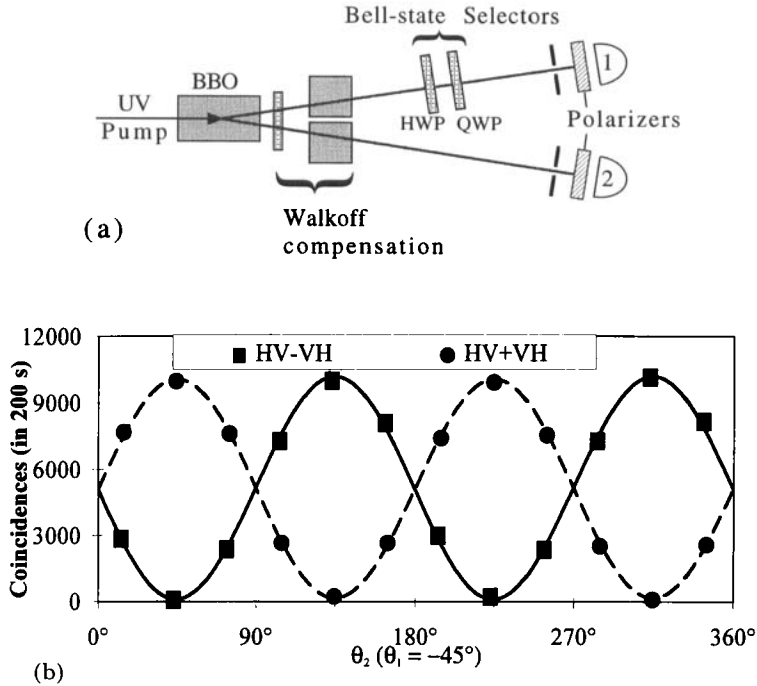 Bell-state Selectors
BBO
UV
Pump
HWP QWP
1
Polarizers
2
Walkoff
compensation
(a)
12000
HV-VH HV+VH
9000
6000
3000
0
Coincidences (in 200 s)
0° 90° 180° 270° 360°
θ₂ (θ₁ = –45°)
(b)